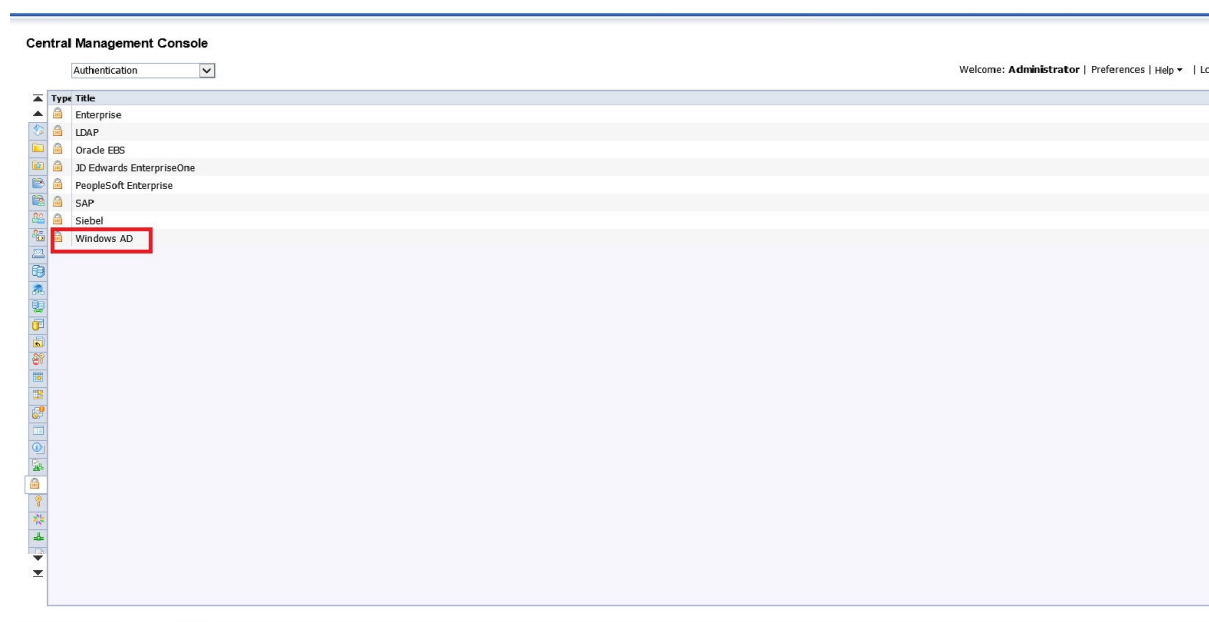 Central Management Console
Authentication
Welcome: Administrator | Preferences | Help | Lo
Type Title
Enterprise
LDAP
Oracle EBS
JD Edwards EnterpriseOne
PeopleSoft Enterprise
SAP
Siebel
Windows AD